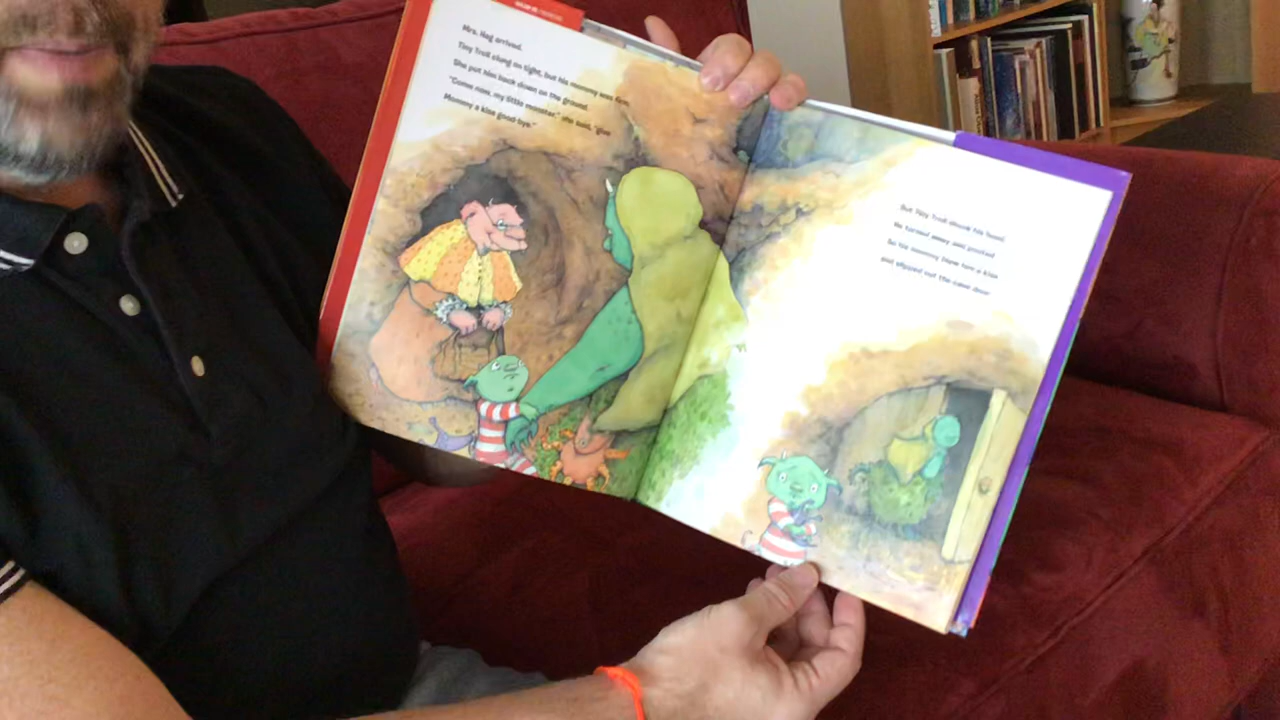 Mrs. Hag arrived.
Tiny Troll clung on tight, but his mommy was firm.
She put him back down on the ground.
"Come now, my little monster," she said, "give
Mommy a kiss good-bye."
But Tiny Troll shook his head.
He turned away and pouted
So his mommy blew him a kiss
and slipped out the cave door